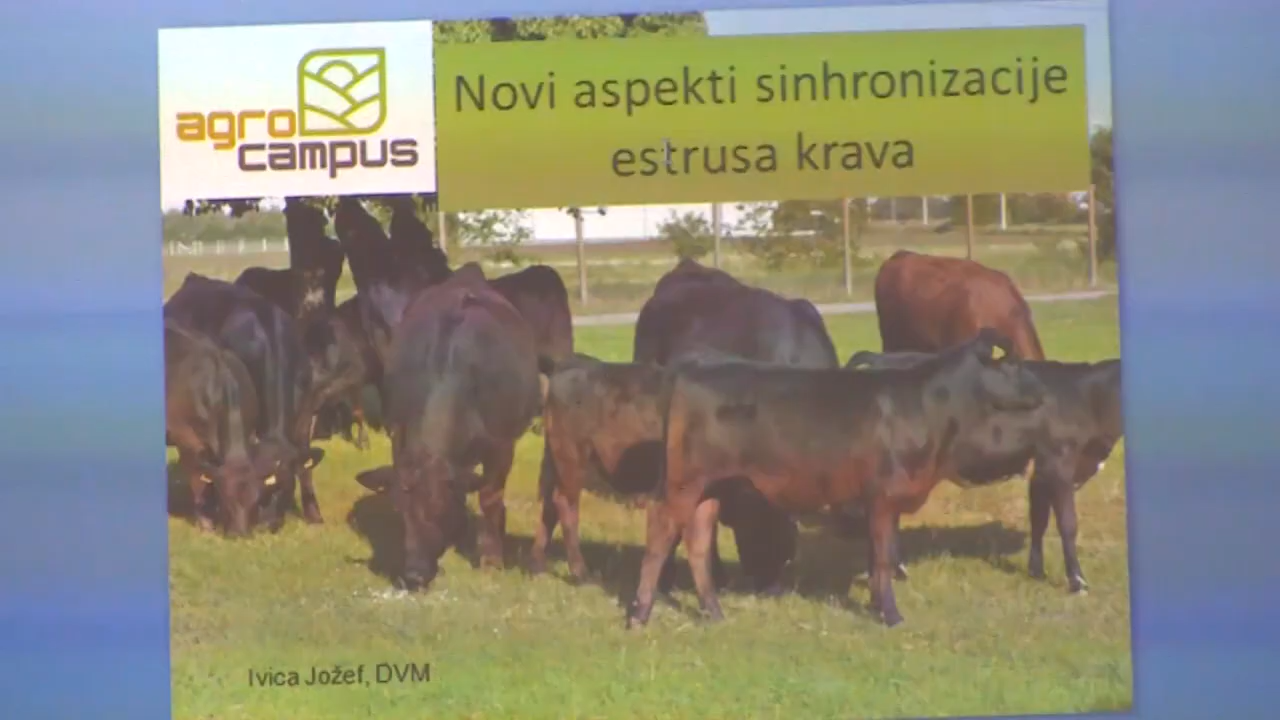 agro
campus
Novi aspekti sinhronizacije
estrusa krava
Ivica Jožef, DVM